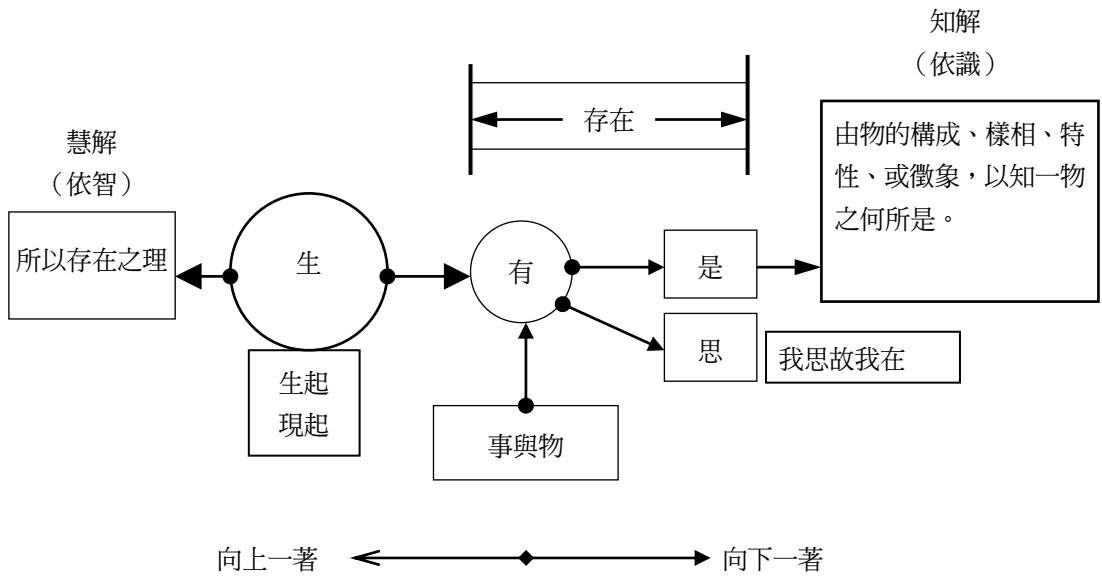 知解
（依識）
存在
由物的構成、樣相、特
性、或徵象，以知一物
之何所是。
慧解
（依智）
所以存在之理
生
有
是
思
我思故我在
生起
現起
事與物
向上一著
向下一著